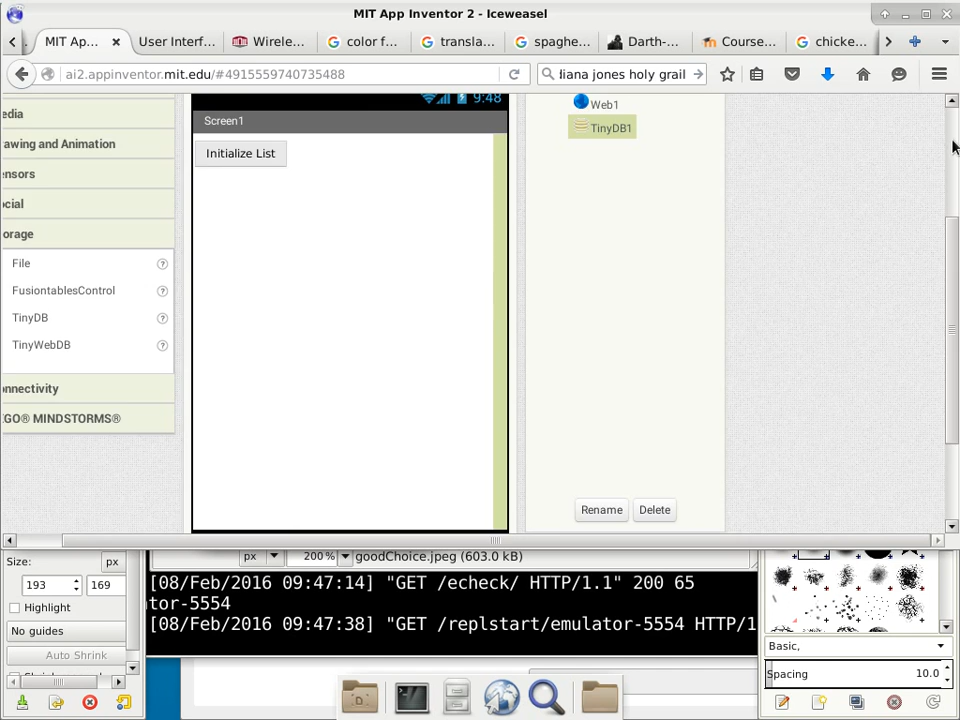 MIT App Inventor 2 - Iceweasel
MIT Ap...
User Interf...
Wirele...
color f...
transla...
spaghe...
Darth-...
Course...
chicke...
ai2.appinventor.mit.edu/#4915559740735488
liana jones holy grail
edia
awing and Animation
ensors
ocial
orage
File
FusiontablesControl
TinyDB
TinyWebDB
onnectivity
GO® MINDSTORMS®
9:48
Screen1
Initialize List
Web1
TinyDB1
Rename
Delete
Size:
193
169
px
Highlight
No guides
Auto Shrink
px
200%
goodChoice.jpeg (603.0 kB)
[08/Feb/2016 09:47:14] "GET /echeck/ HTTP/1.1" 200 65
tor-5554
[08/Feb/2016 09:47:38] "GET /replstart/emulator-5554 HTTP/1
Basic,
Spacing
10.0